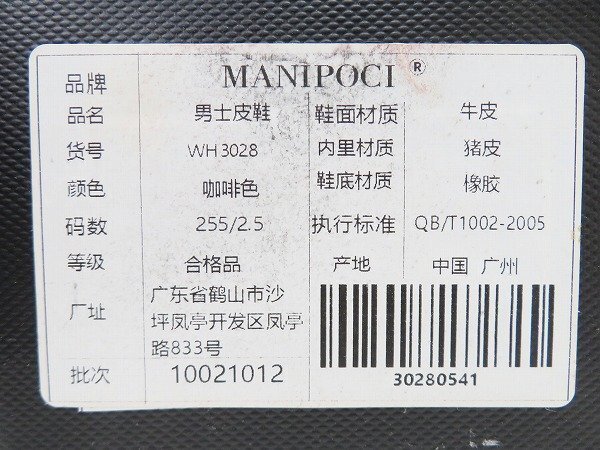 品牌 MANIPOCI ®
品名 男士皮鞋 鞋面材质 牛皮
货号 WH3028 内里材质 猪皮
颜色 咖啡色 鞋底材质 橡胶
码数 255/2.5 执行标准 QB/T1002-2005
等级 合格品 产地 中国 广州
厂址 广东省鹤山市沙
坪凤亭开发区凤亭
路833号
批次 10021012
30280541